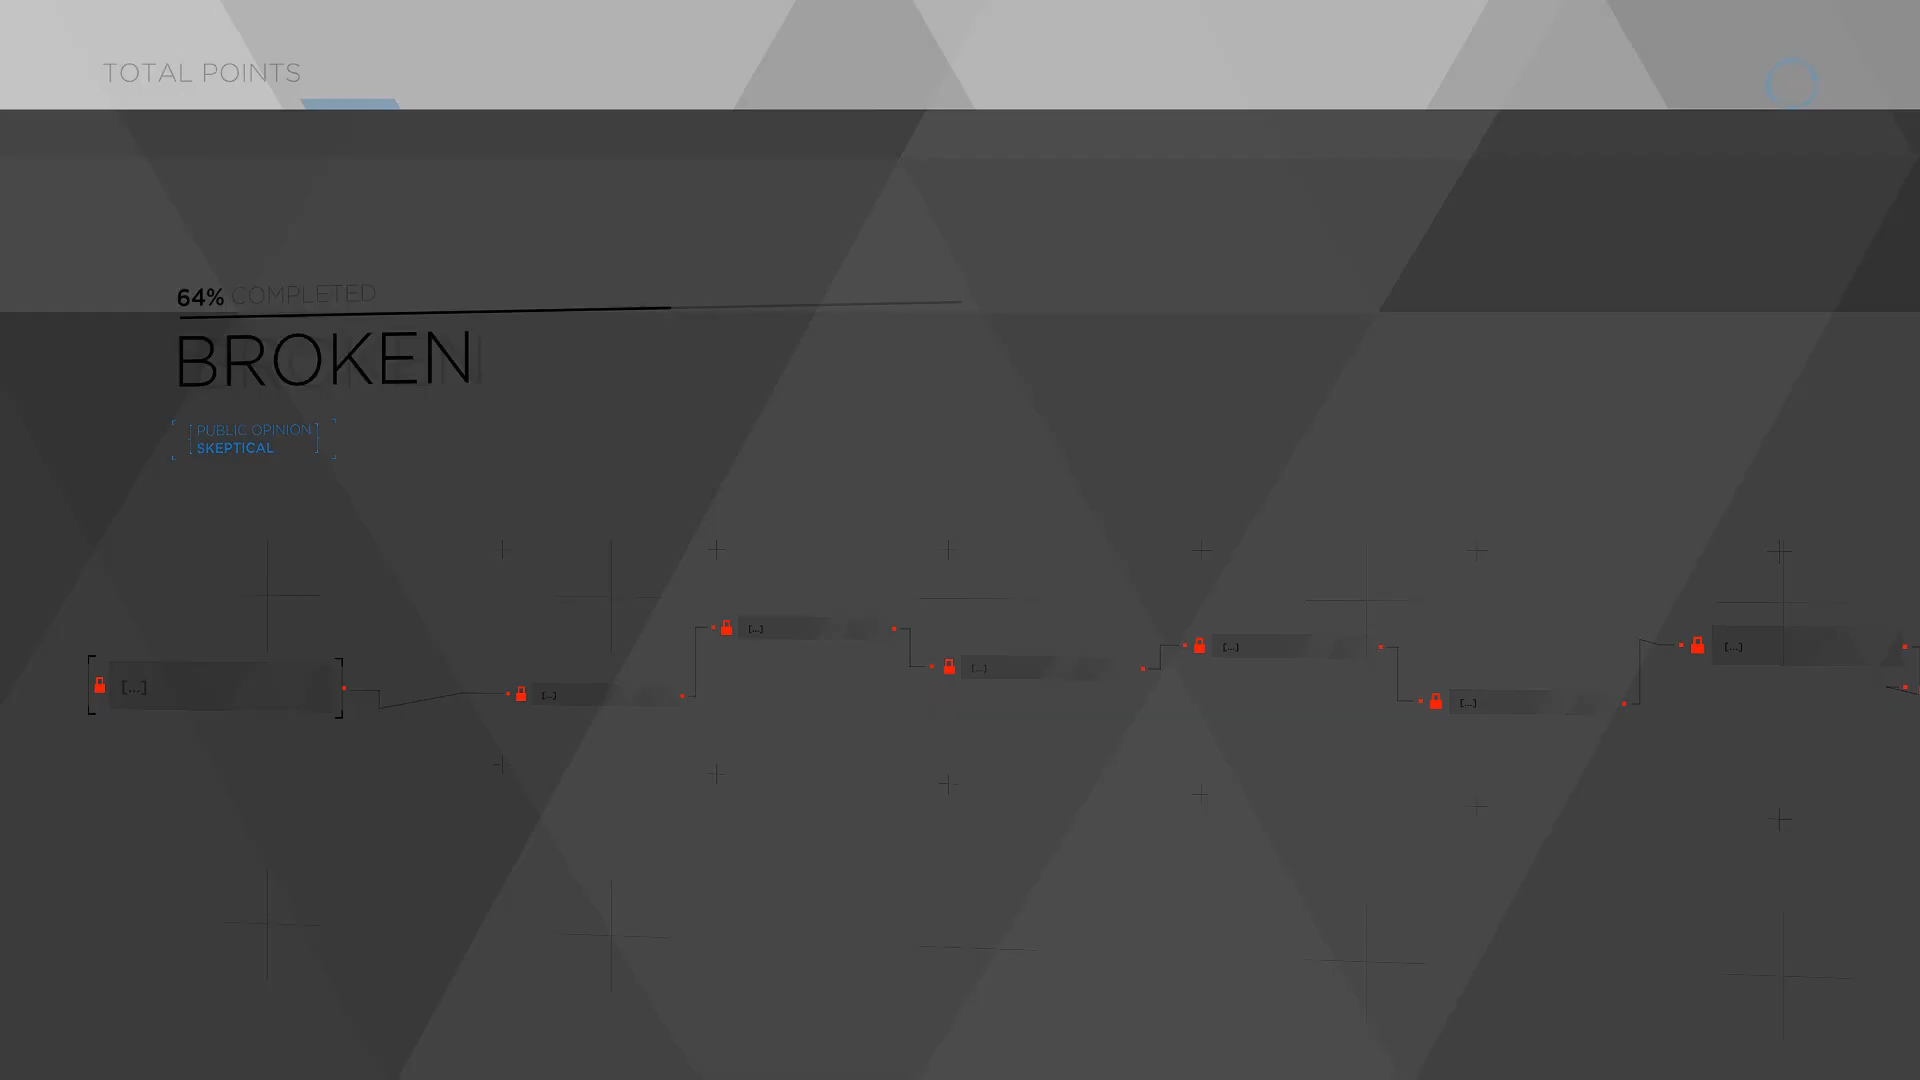 TOTAL POINTS
64% COMPLETED
BROKEN
PUBLIC OPINION
SKEPTICAL
[...]
[...]
[...]
[...]
[...]
[...]
[...]